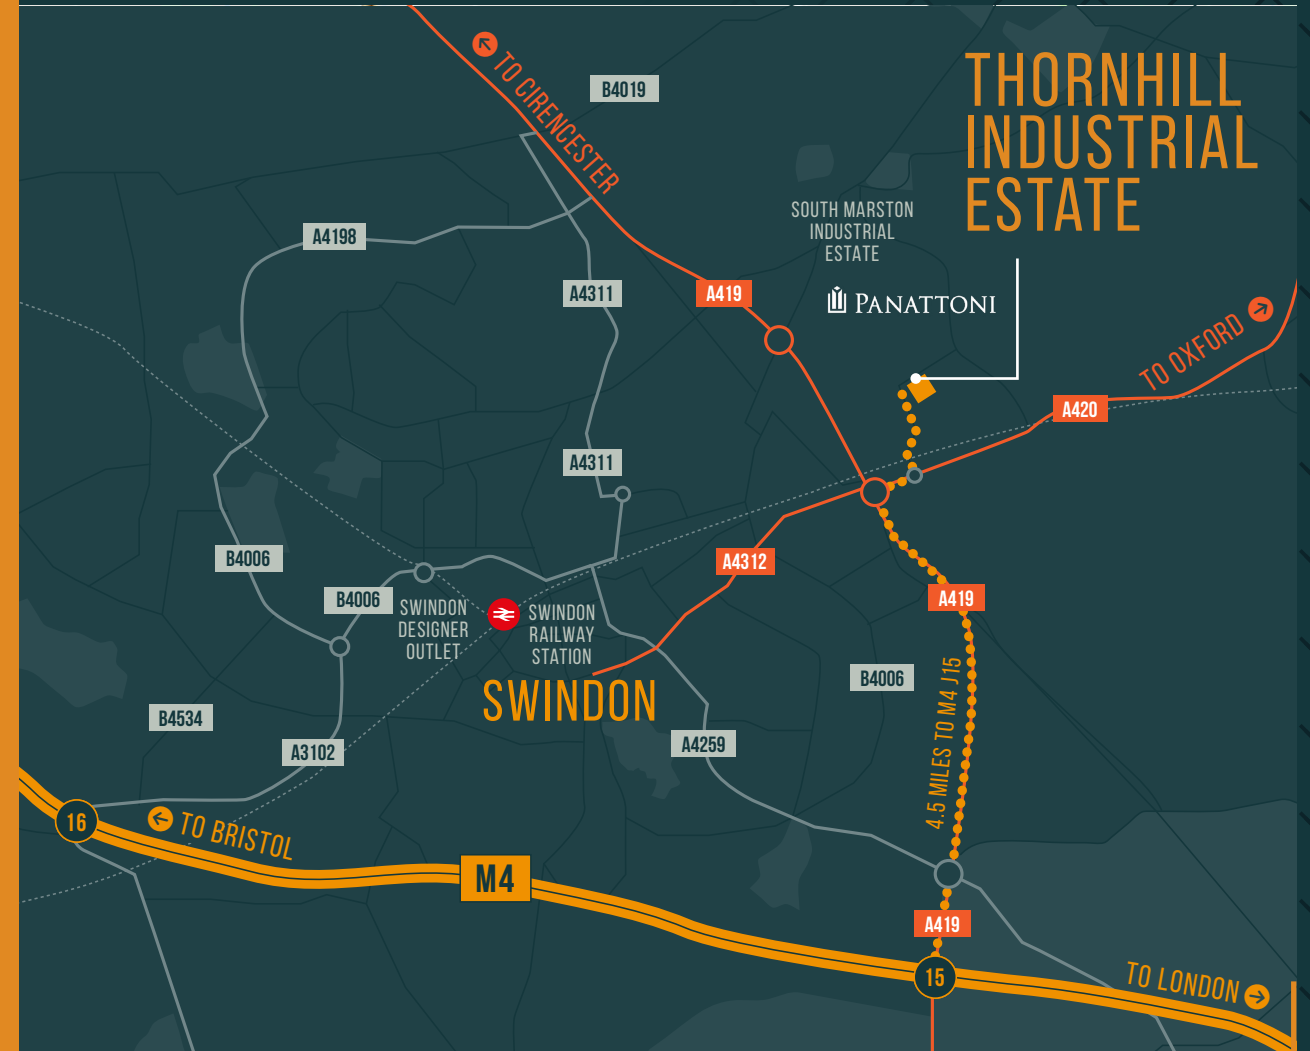 THORNHILL
INDUSTRIAL
ESTATE
TO CIRENCESTER
B4019
SOUTH MARSTON
INDUSTRIAL
ESTATE
A4198
A4311
A419
PANATTONI
TO OXFORD
A420
A4311
B4006
A4312
B4006
A419
SWINDON
DESIGNER
OUTLET
SWINDON
RAILWAY
STATION
SWINDON
B4006
4.5 MILES TO M4 J15
B4534
A3102
A4259
16
TO BRISTOL
M4
A419
15
TO LONDON